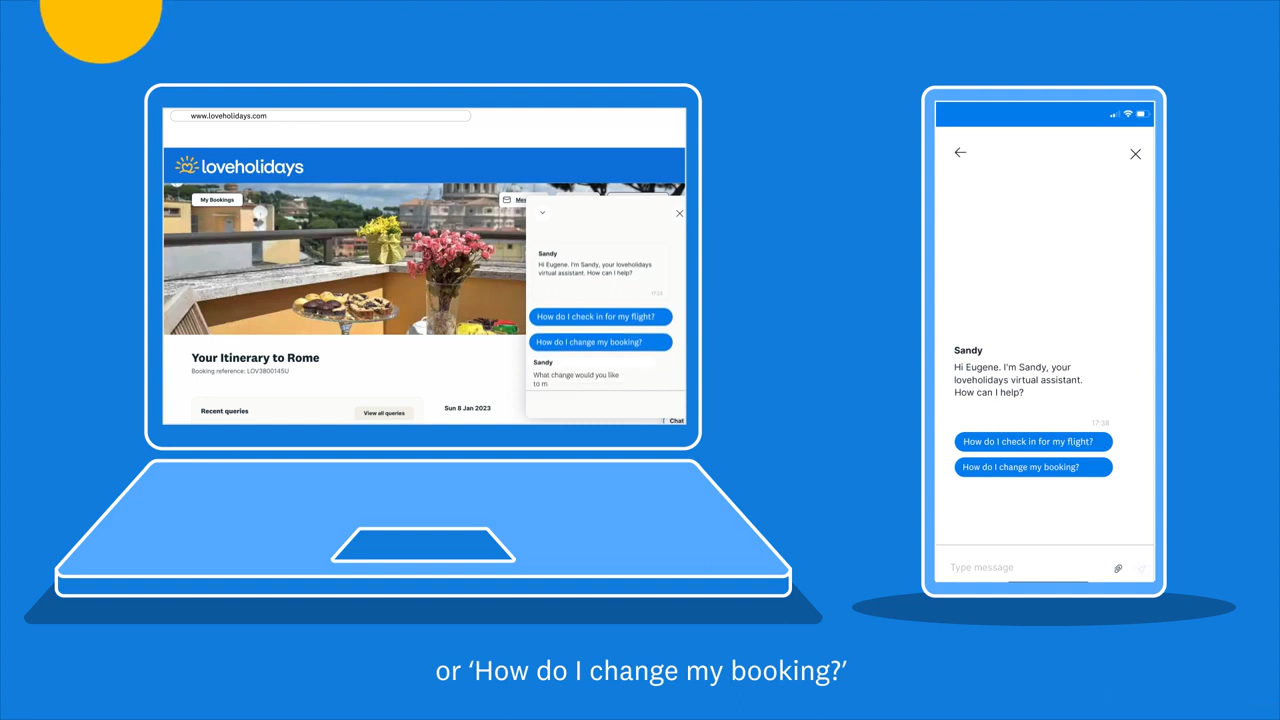 www.loveholidays.com
loveholidays
My Bookings
Sandy
Hi Eugene. I'm Sandy, your loveholidays
virtual assistant. How can I help?
17:23
How do I check in for my flight?
How do I change my booking?
Sandy
What change would you like
to m
Your Itinerary to Rome
Booking reference: LOV3800145U
Recent queries
View all queries
Sun 8 Jan 2023
Chat
Sandy
Hi Eugene. I'm Sandy, your
loveholidays virtual assistant.
How can I help?
17:38
How do I check in for my flight?
How do I change my booking?
Type message
or ‘How do I change my booking?’